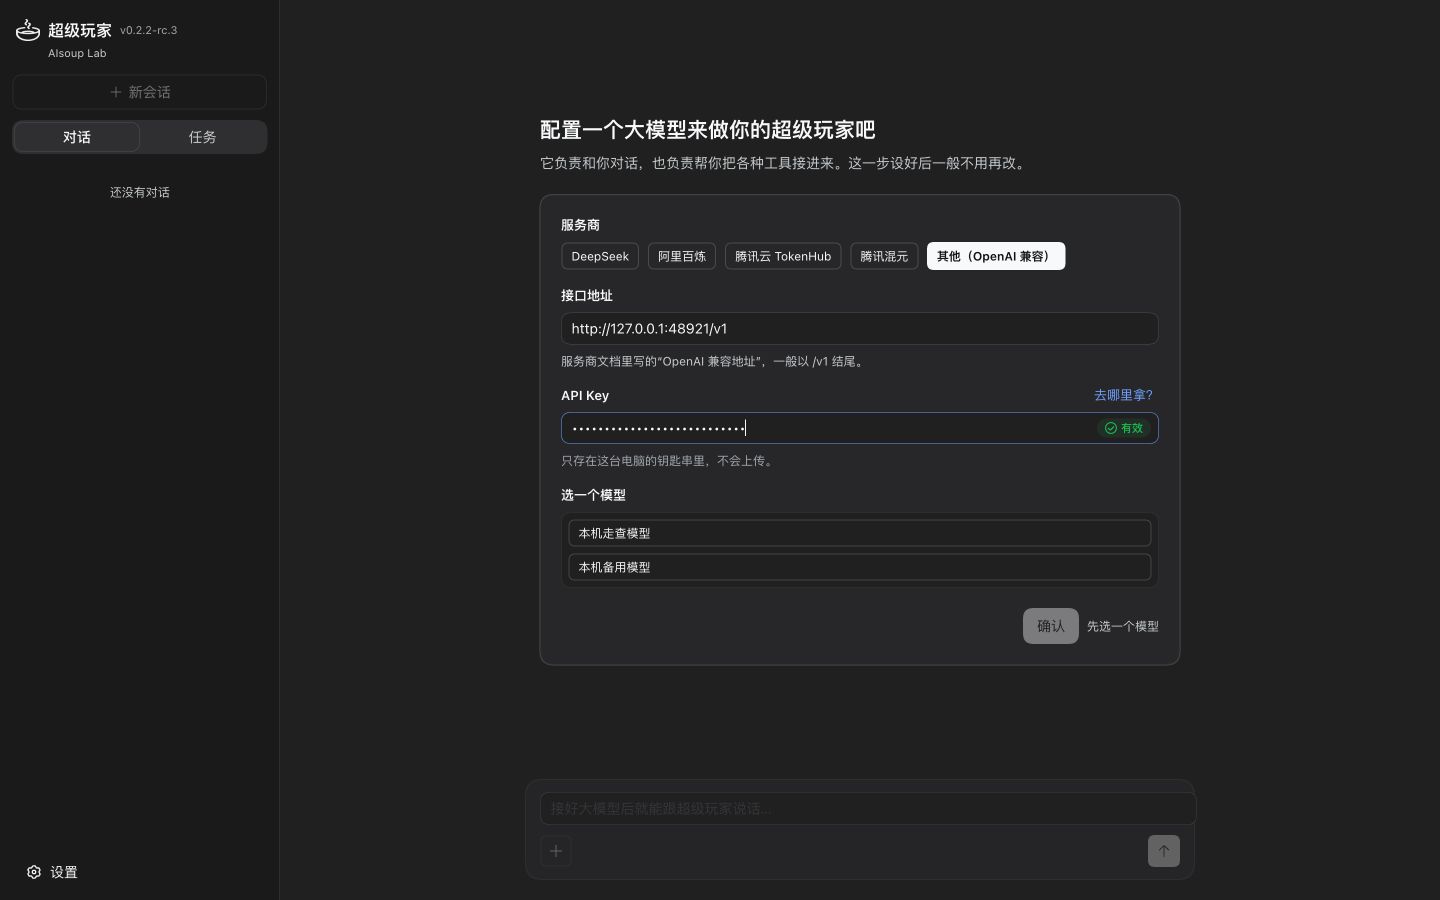 超级玩家 v0.2.2-rc.3
AIsoup Lab
新会话
对话 任务
还没有对话
设置
配置一个大模型来做你的超级玩家吧
它负责和你对话，也负责帮你把各种工具接进来。这一步设好后一般不用再改。
服务商
DeepSeek 阿里百炼 腾讯云 TokenHub 腾讯混元 其他（OpenAI 兼容）
接口地址
http://127.0.0.1:48921/v1
服务商文档里写的“OpenAI 兼容地址”，一般以 /v1 结尾。
API Key 去哪里拿?
有效
只存在这台电脑的钥匙串里，不会上传。
选一个模型
本机走查模型
本机备用模型
确认 先选一个模型
接好大模型后就能跟超级玩家说话...